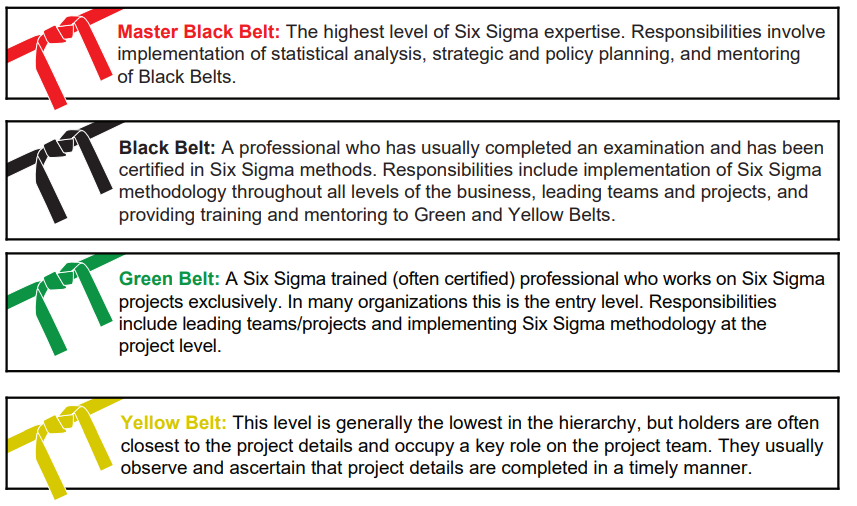 Master Black Belt: The highest level of Six Sigma expertise. Responsibilities involve
implementation of statistical analysis, strategic and policy planning, and mentoring
of Black Belts.
Black Belt: A professional who has usually completed an examination and has been
certified in Six Sigma methods. Responsibilities include implementation of Six Sigma
methodology throughout all levels of the business, leading teams and projects, and
providing training and mentoring to Green and Yellow Belts.
Green Belt: A Six Sigma trained (often certified) professional who works on Six Sigma
projects exclusively. In many organizations this is the entry level. Responsibilities
include leading teams/projects and implementing Six Sigma methodology at the
project level.
Yellow Belt: This level is generally the lowest in the hierarchy, but holders are often
closest to the project details and occupy a key role on the project team. They usually
observe and ascertain that project details are completed in a timely manner.